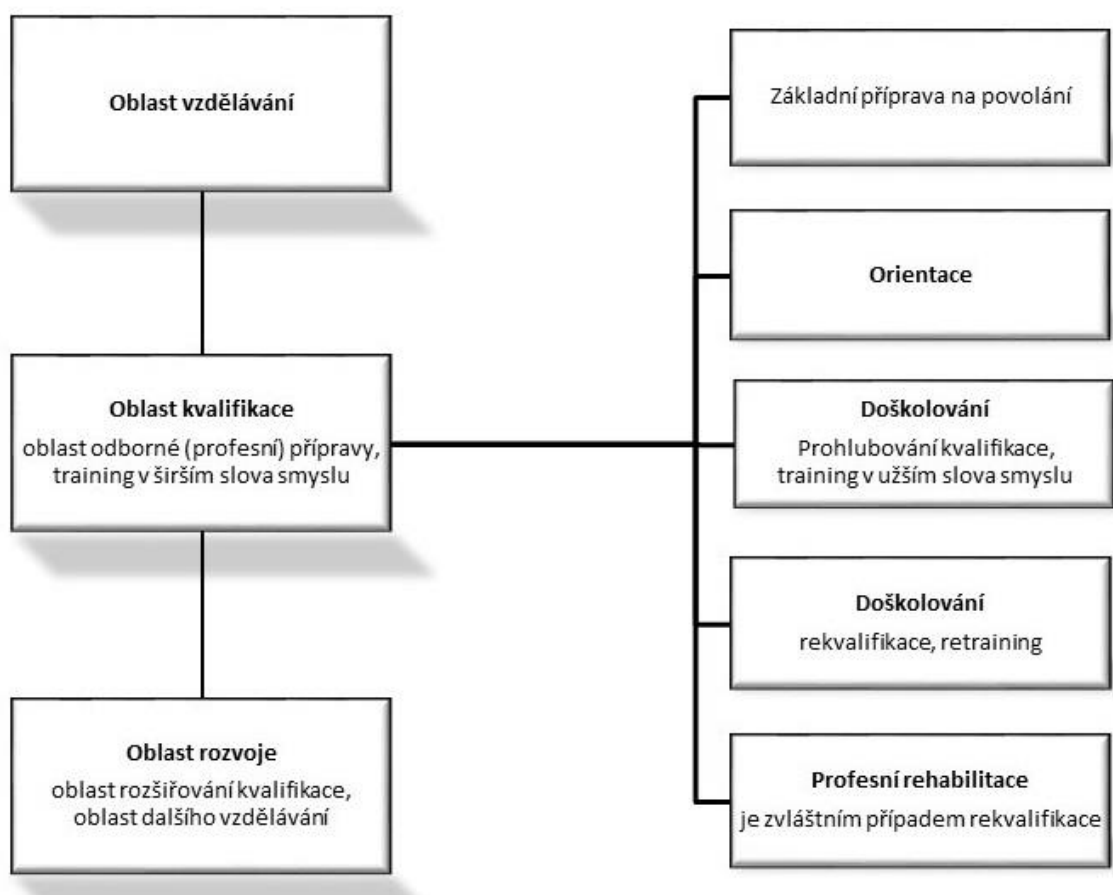 Oblast vzdělávání
Oblast kvalifikace
oblast odborné (profesní) přípravy,
training v širším slova smyslu
Oblast rozvoje
oblast rozšiřování kvalifikace,
oblast dalšího vzdělávání
Základní příprava na povolání
Orientace
Doškolování
Prohlubování kvalifikace,
training v užším slova smyslu
Doškolování
rekvalifikace, retraining
Profesní rehabilitace
je zvláštním případem rekvalifikace